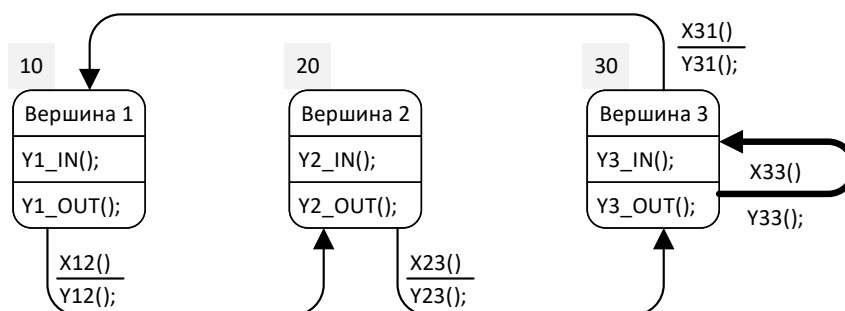 X31()
Y31();
10
20
30
Вершина 1
Вершина 2
Вершина 3
Y1_IN();
Y2_IN();
Y3_IN();
X33()
Y1_OUT();
Y2_OUT();
Y3_OUT();
Y33();
X12()
Y12();
X23()
Y23();